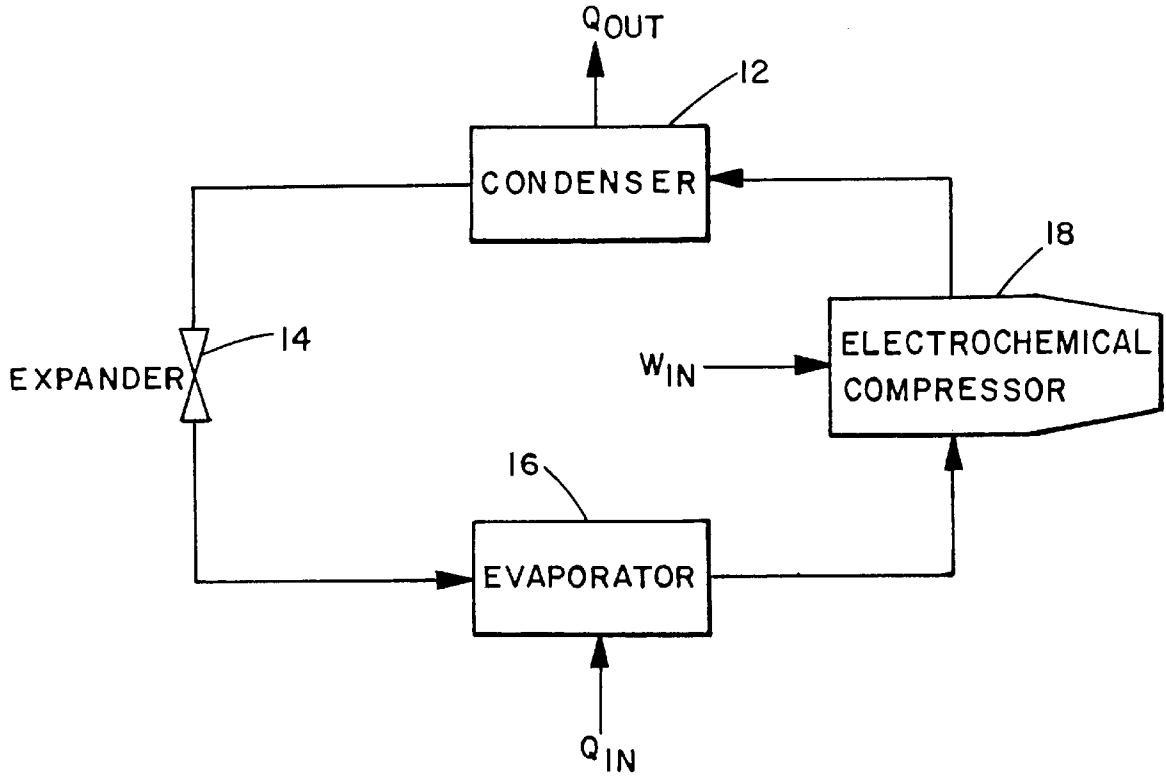 QOUT
12
CONDENSER
18
14
ELECTROCHEMICAL
COMPRESSOR
WIN
EXPANDER
16
EVAPORATOR
QIN